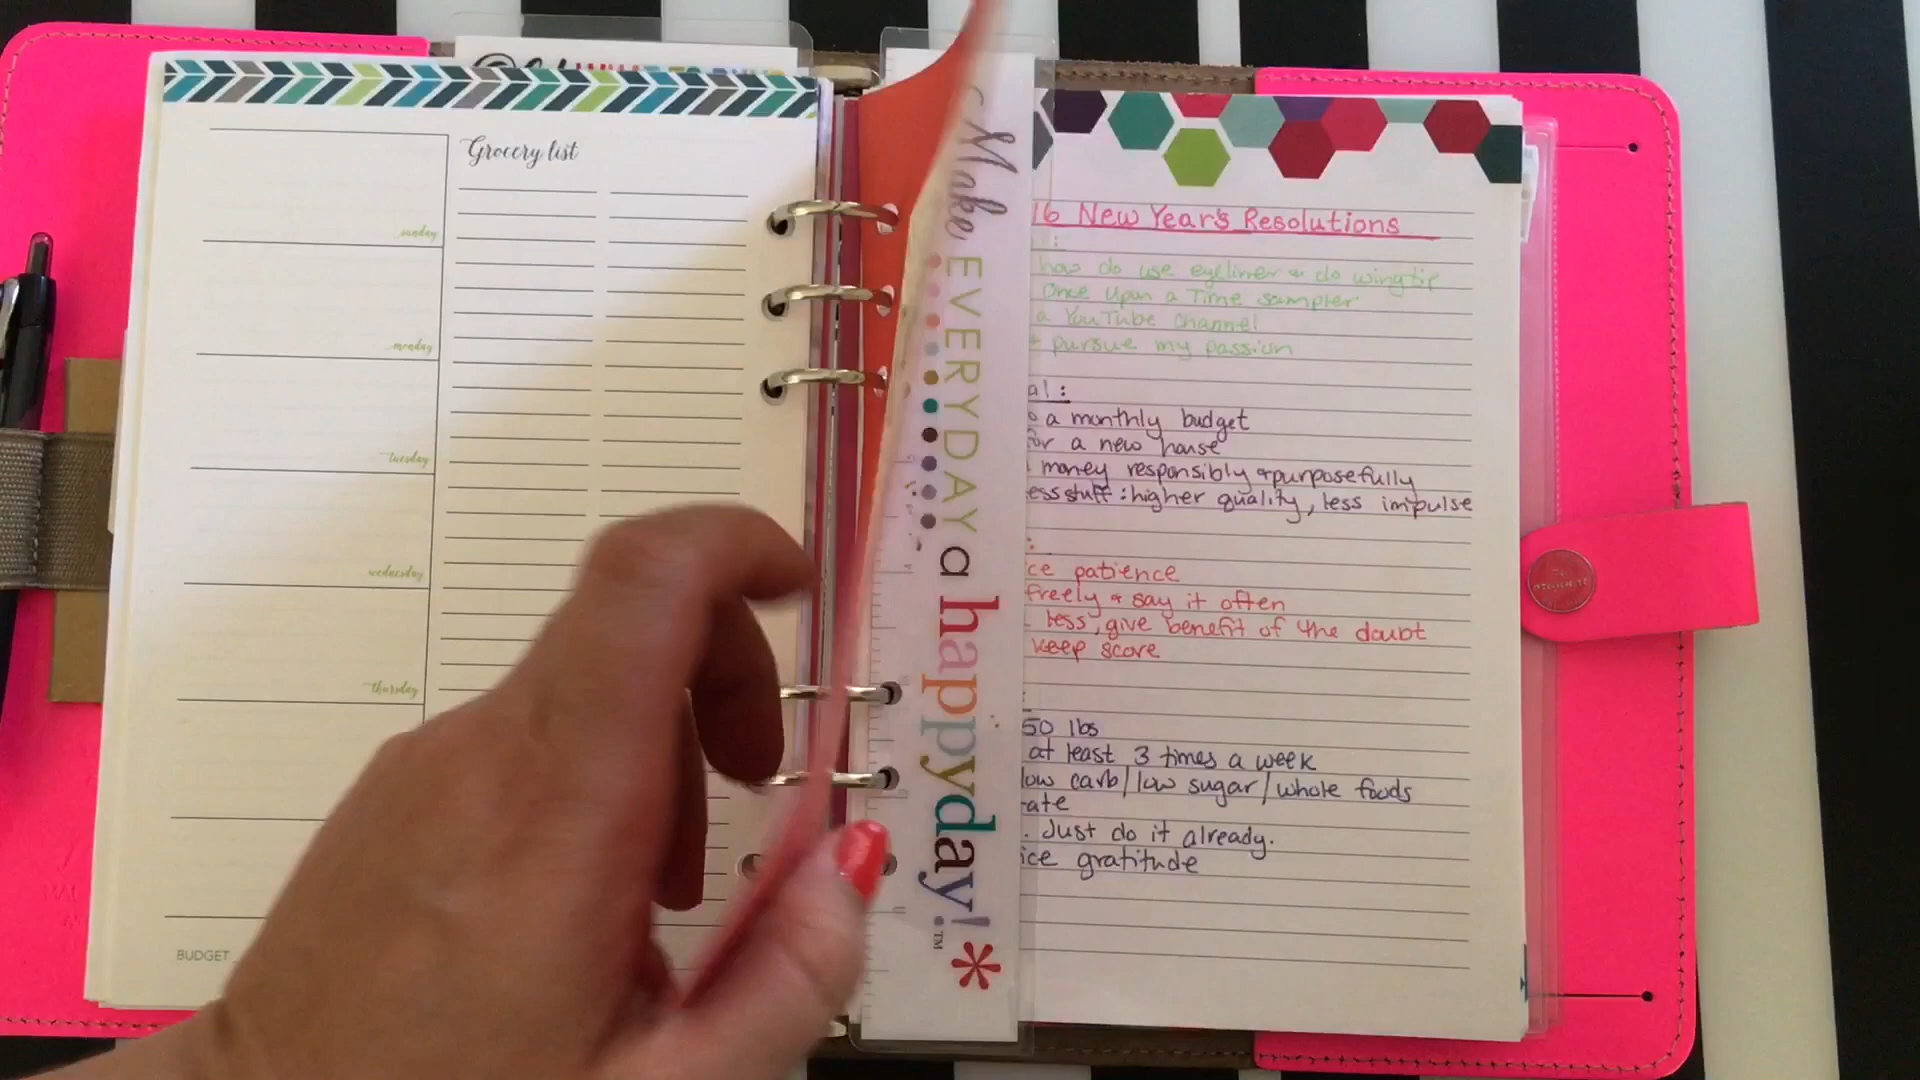 Grocery list
sunday
monday
tuesday
wednesday
thursday
BUDGET
Make EVERYDAY a happy day!™
16 New Year's Resolutions
how do use eyeliner + do wingtip
Once Upon a Time sampler
a YouTube channel
+ pursue my passion
al:
a monthly budget
for a new house
money responsibly + purposefully
ess stuff: higher quality, less impulse
ce patience
freely + say it often
less, give benefit of the doubt
keep score
50 lbs
at least 3 times a week
low carb/low sugar/whole foods
ate
. Just do it already.
ice gratitude